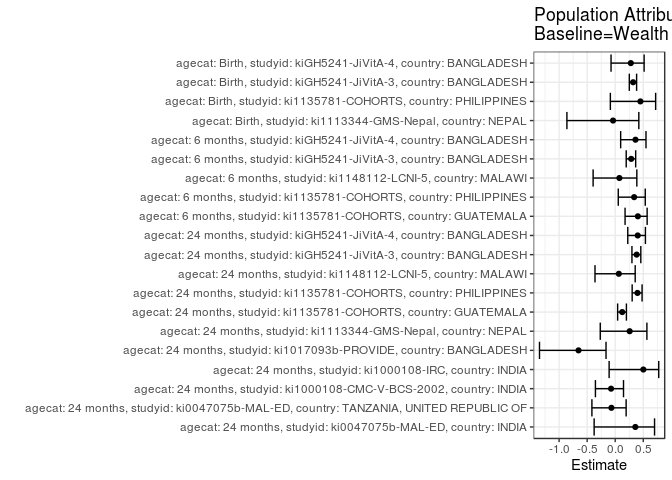 Population Attribu
Baseline=Wealth
agecat: Birth, studyid: kiGH5241-JiVitA-4, country: BANGLADESH
agecat: Birth, studyid: kiGH5241-JiVitA-3, country: BANGLADESH
agecat: Birth, studyid: ki1135781-COHORTS, country: PHILIPPINES
agecat: Birth, studyid: ki1113344-GMS-Nepal, country: NEPAL
agecat: 6 months, studyid: kiGH5241-JiVitA-4, country: BANGLADESH
agecat: 6 months, studyid: kiGH5241-JiVitA-3, country: BANGLADESH
agecat: 6 months, studyid: ki1148112-LCNI-5, country: MALAWI
agecat: 6 months, studyid: ki1135781-COHORTS, country: PHILIPPINES
agecat: 6 months, studyid: ki1135781-COHORTS, country: GUATEMALA
agecat: 24 months, studyid: kiGH5241-JiVitA-4, country: BANGLADESH
agecat: 24 months, studyid: kiGH5241-JiVitA-3, country: BANGLADESH
agecat: 24 months, studyid: ki1148112-LCNI-5, country: MALAWI
agecat: 24 months, studyid: ki1135781-COHORTS, country: PHILIPPINES
agecat: 24 months, studyid: ki1135781-COHORTS, country: GUATEMALA
agecat: 24 months, studyid: ki1113344-GMS-Nepal, country: NEPAL
agecat: 24 months, studyid: ki1017093b-PROVIDE, country: BANGLADESH
agecat: 24 months, studyid: ki1000108-IRC, country: INDIA
agecat: 24 months, studyid: ki1000108-CMC-V-BCS-2002, country: INDIA
agecat: 24 months, studyid: ki0047075b-MAL-ED, country: TANZANIA, UNITED REPUBLIC OF
agecat: 24 months, studyid: ki0047075b-MAL-ED, country: INDIA
-1.0 -0.5 0.0 0.5
Estimate